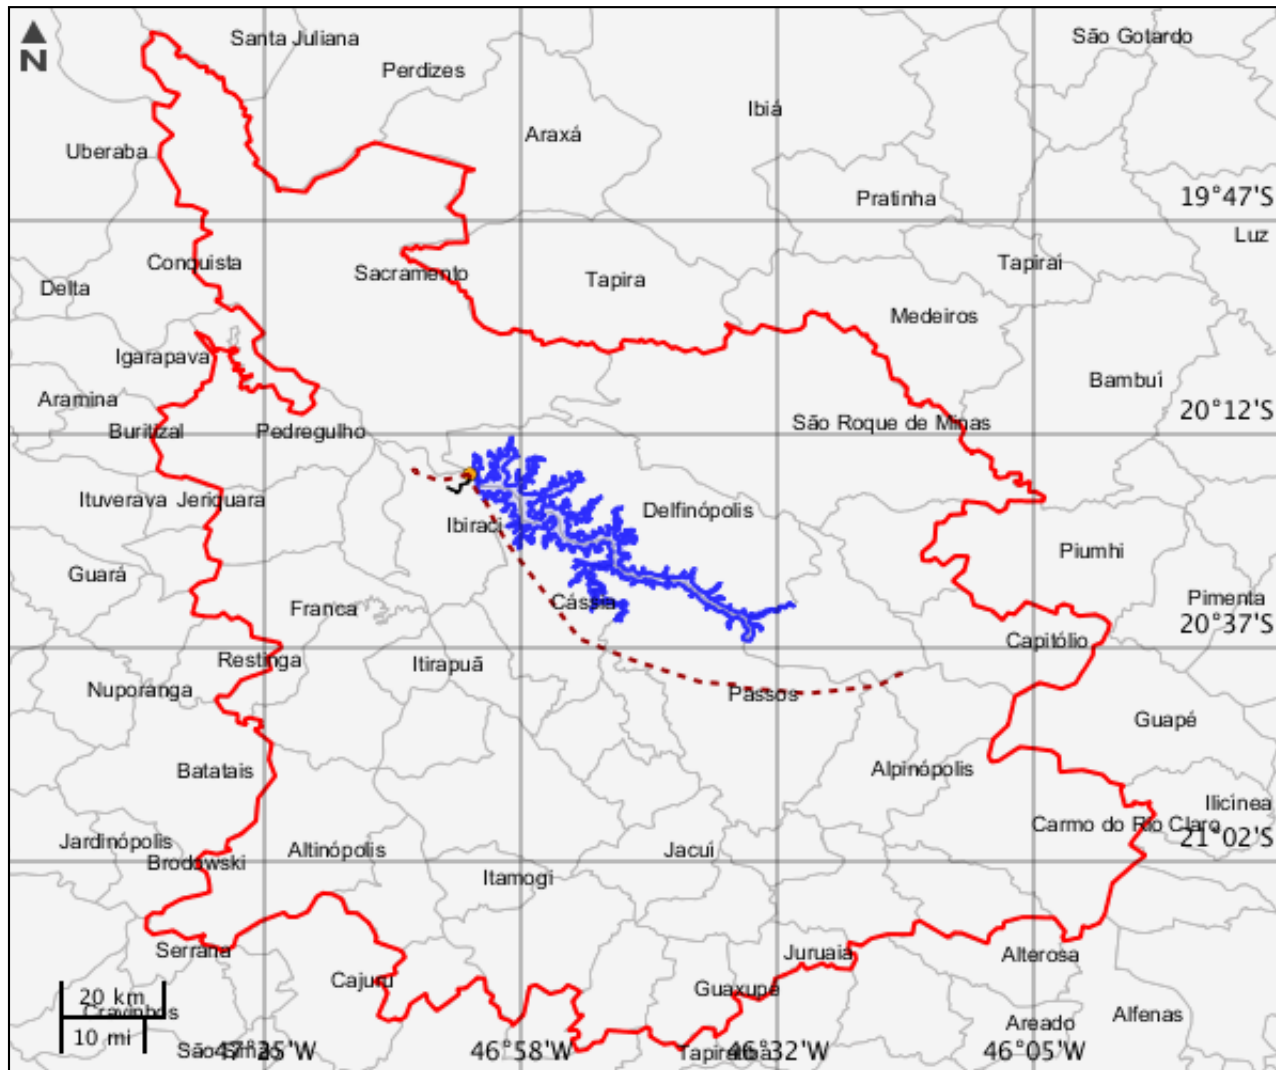 Santa Juliana
São Gotardo
N
Perdizes
Ibiá
Araxá
Uberaba
19°47'S
Pratinha
Luz
Conquista
Tapiraí
Sacramento
Tapira
Delta
Medeiros
Igarapava
Bambuí
Aramina
20°12'S
São Roque de Minas
Buritizal
Pedregulho
Ituverava
Jeriquara
Delfinópolis
Ibiraci
Piumhi
Guará
Pimenta
Cássia
Franca
20°37'S
Capitólio
Restinga
Itirapuã
Nuporanga
Passos
Guapé
Batatais
Alpinópolis
Ilicínea
Carmo do Rio Claro
21°02'S
Jardinópolis
Altinópolis
Jacuí
Brodowski
Itamogi
Serrana
Juruaia
Alterosa
Cajuru
Guaxupé
20 km
Cravinhos
Alfenas
Areado
10 mi
46°58'W
46°32'W
46°05'W